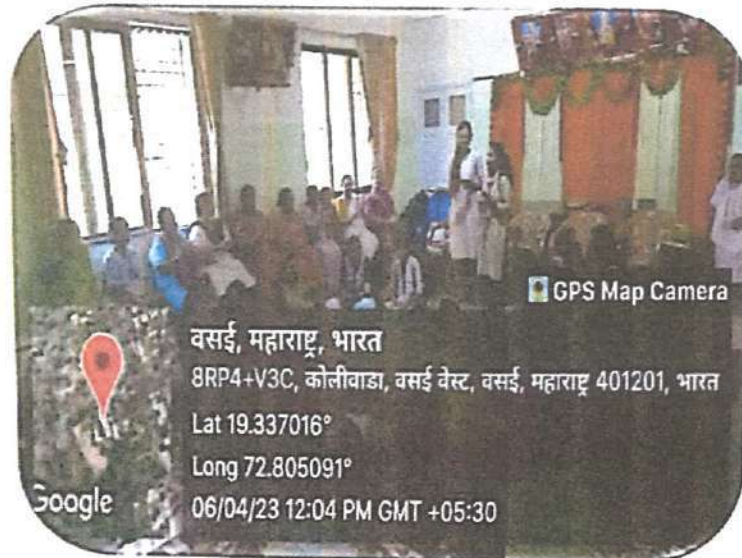 GPS Map Camera
वसई, महाराष्ट्र, भारत
8RP4+V3C, कोलीवाडा, वसई वेस्ट, वसई, महाराष्ट्र 401201, भारत
Lat 19.337016°
Long 72.805091°
Google
06/04/23 12:04 PM GMT +05:30